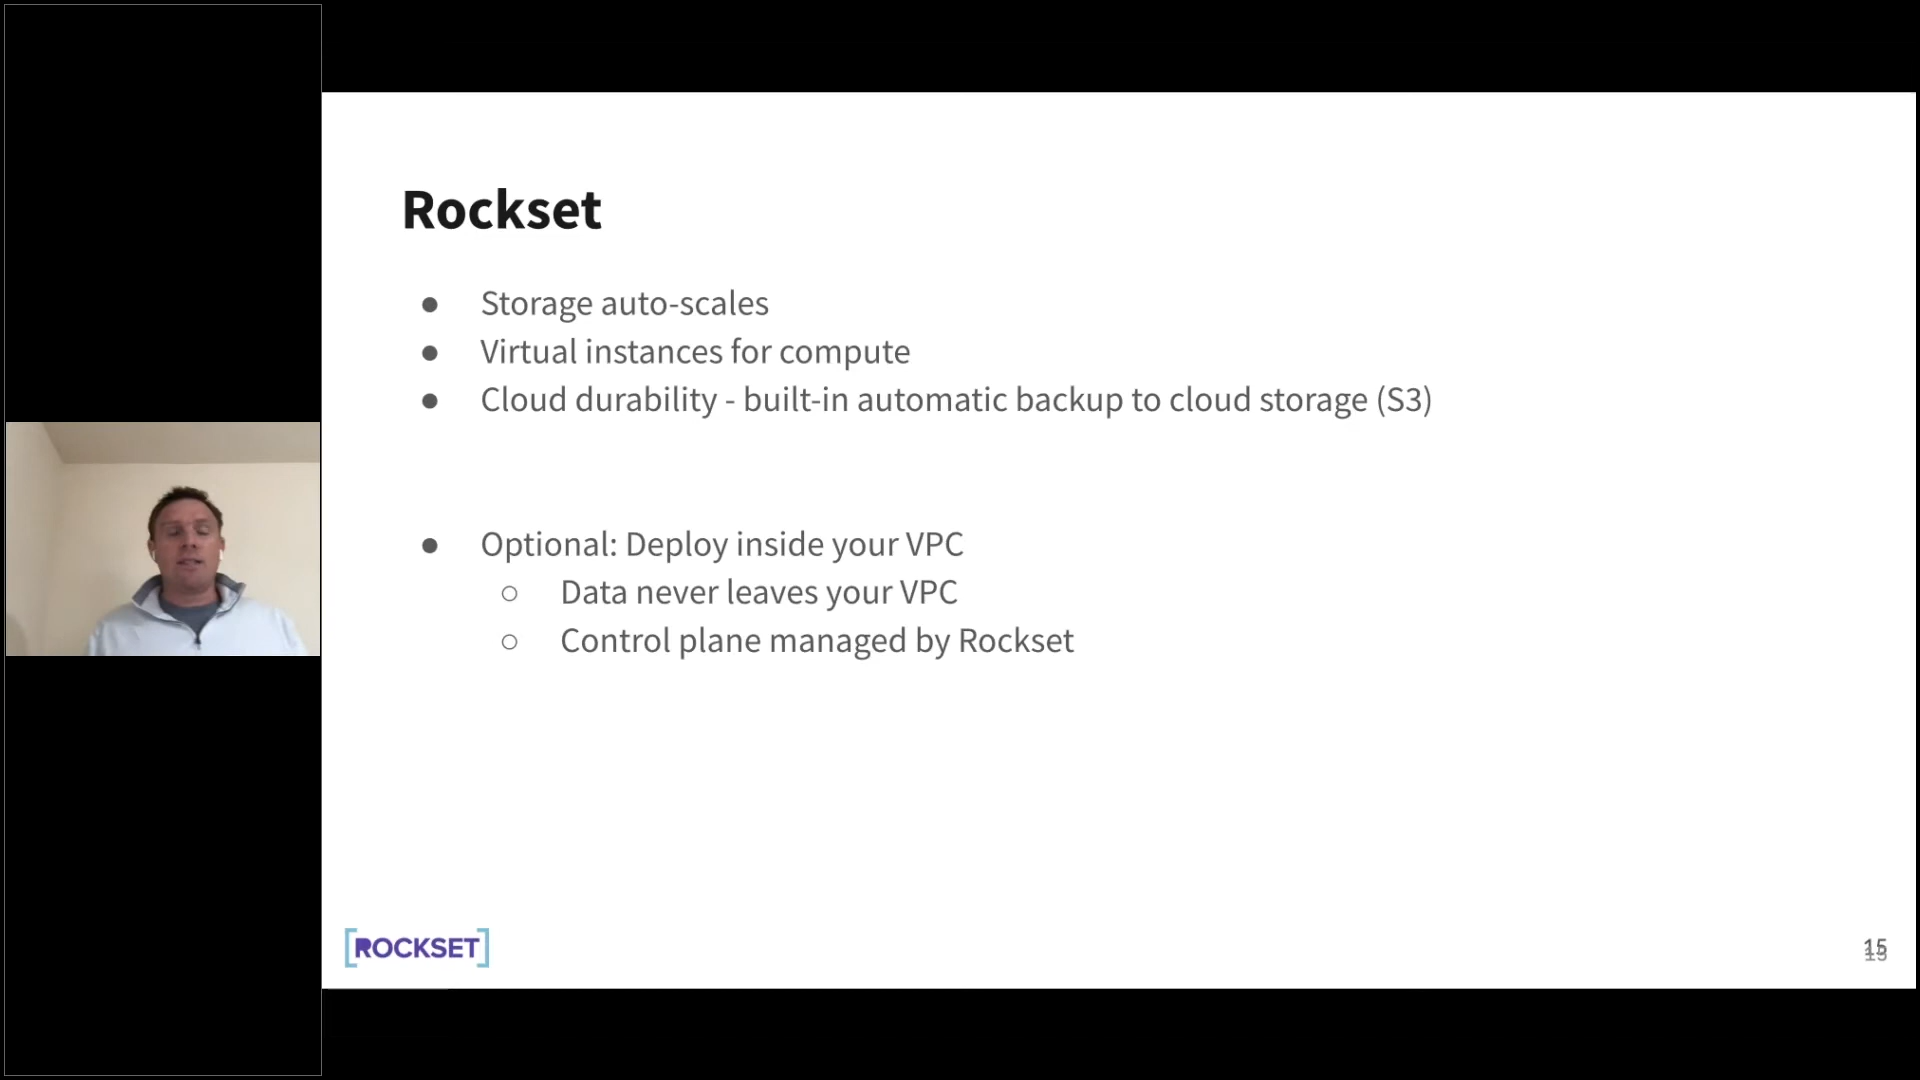 Rockset
● Storage auto-scales
● Virtual instances for compute
● Cloud durability - built-in automatic backup to cloud storage (S3)
● Optional: Deploy inside your VPC
○ Data never leaves your VPC
○ Control plane managed by Rockset
[ROCKSET]
15
15